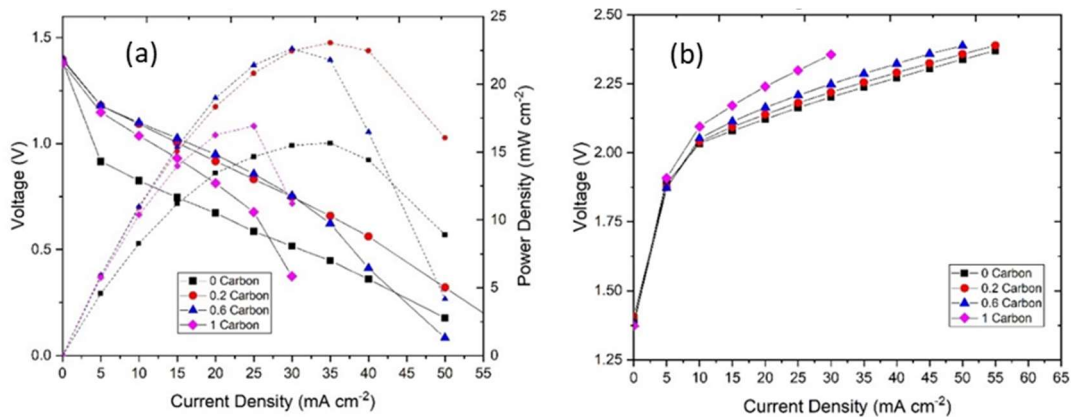 (a)
Voltage (V)
1.5
1.0
0.5
0.0
25
20
15
10
5
0
Power Density (mW cm-2)
0 Carbon
0.2 Carbon
0.6 Carbon
1 Carbon
0 5 10 15 20 25 30 35 40 45 50 55
Current Density (mA cm-2)
(b)
Voltage (V)
2.50
2.25
2.00
1.75
1.50
1.25
0 Carbon
0.2 Carbon
0.6 Carbon
1 Carbon
0 5 10 15 20 25 30 35 40 45 50 55 60 65
Current Density (mA cm-2)